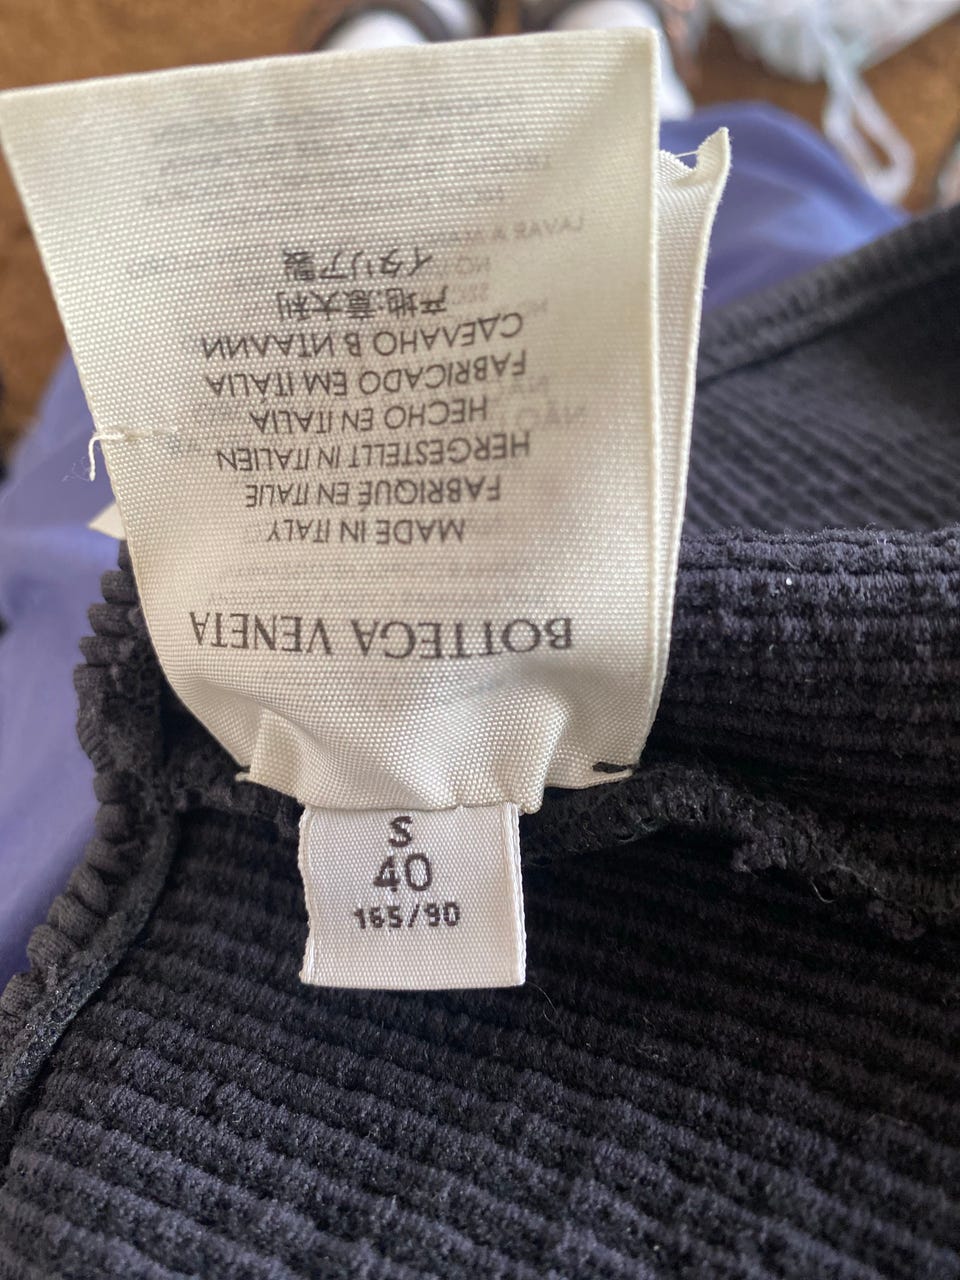 BOTTEGA VENETA
MADE IN ITALY
FABRIQUÉ EN ITALIE
HERGESTELLT IN ITALIEN
HECHO EN ITALIA
FABRICADO EM ITÁLIA
СДЕЛАНО В ИТАЛИИ
产地:意大利
イタリア製
S
40
165/90